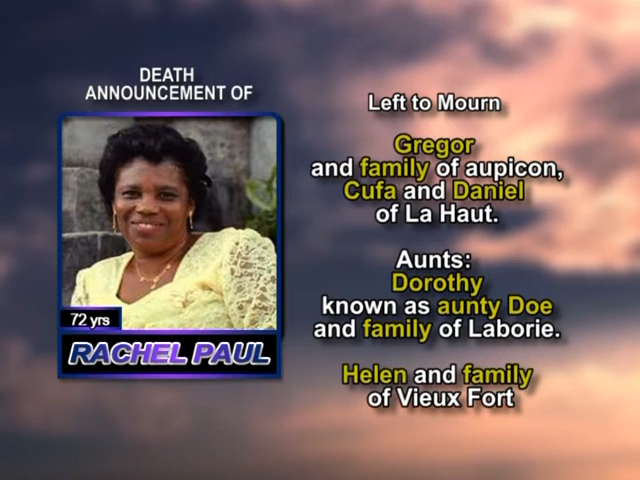 DEATH
ANNOUNCEMENT OF
72 yrs
RACHEL PAUL
Left to Mourn
Gregor
and family of aupicon,
Cufa and Daniel
of La Haut.
Aunts:
Dorothy
known as aunty Doe
and family of Laborie.
Helen and family
of Vieux Fort